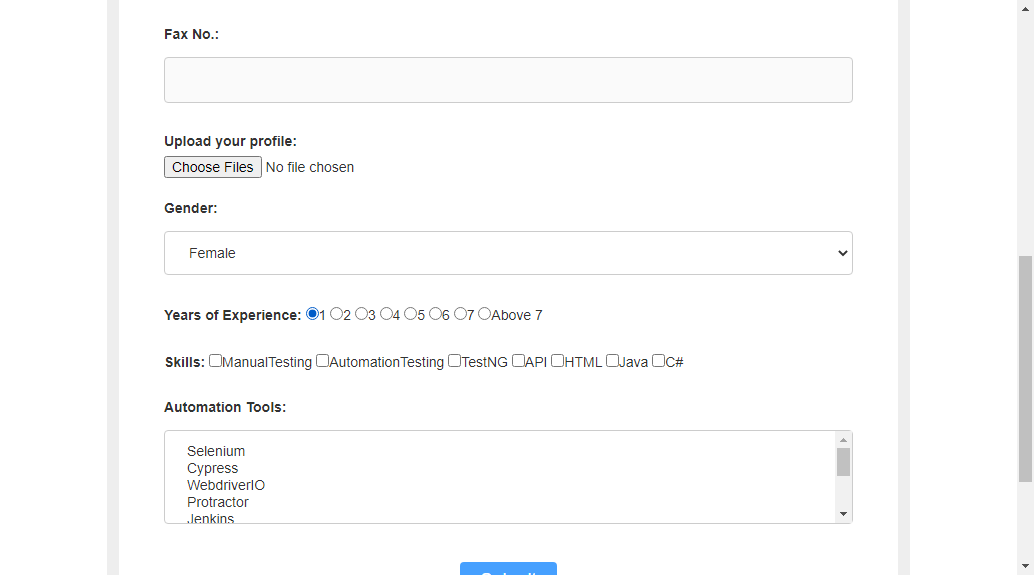 Fax No.:
Upload your profile:
Choose Files No file chosen
Gender:
Female
Years of Experience: 1 2 3 4 5 6 7 Above 7
Skills: ManualTesting AutomationTesting TestNG API HTML Java C#
Automation Tools:
Selenium
Cypress
WebdriverIO
Protractor
Jenkins